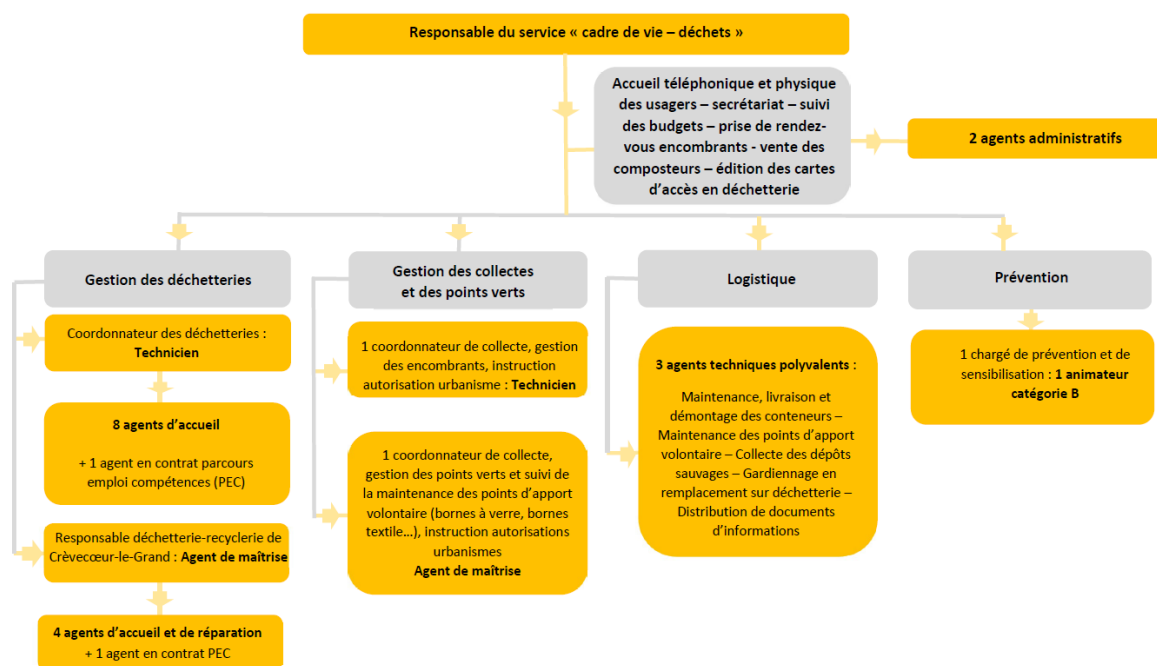 Responsable du service « cadre de vie – déchets »
Accueil téléphonique et physique
des usagers – secrétariat – suivi
des budgets – prise de rendez-
vous encombrants - vente des
composteurs – édition des cartes
d'accès en déchetterie
2 agents administratifs
Gestion des déchetteries
Gestion des collectes
et des points verts
Logistique
Prévention
Coordonnateur des déchetteries :
Technicien
8 agents d'accueil
+ 1 agent en contrat parcours
emploi compétences (PEC)
Responsable déchetterie-recyclerie de
Crèvecœur-le-Grand : Agent de maîtrise
4 agents d'accueil et de réparation
+ 1 agent en contrat PEC
1 coordonnateur de collecte, gestion
des encombrants, instruction
autorisation urbanisme : Technicien
1 coordonnateur de collecte,
gestion des points verts et suivi de
la maintenance des points d'apport
volontaire (bornes à verre, bornes
textile…), instruction autorisations
urbanismes
Agent de maîtrise
3 agents techniques polyvalents :
Maintenance, livraison et
démontage des conteneurs –
Maintenance des points d'apport
volontaire – Collecte des dépôts
sauvages – Gardiennage en
remplacement sur déchetterie –
Distribution de documents
d'informations
1 chargé de prévention et de
sensibilisation : 1 animateur
catégorie B